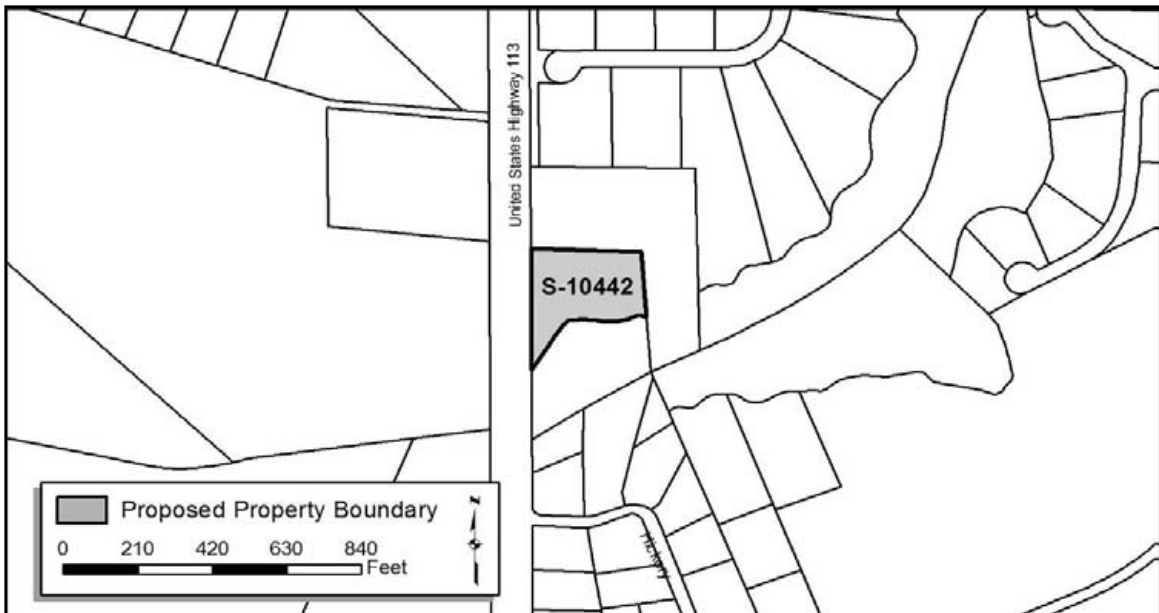 United States Highway 113
S-10442
Proposed Property Boundary
N
0 210 420 630 840
Feet
Hickory